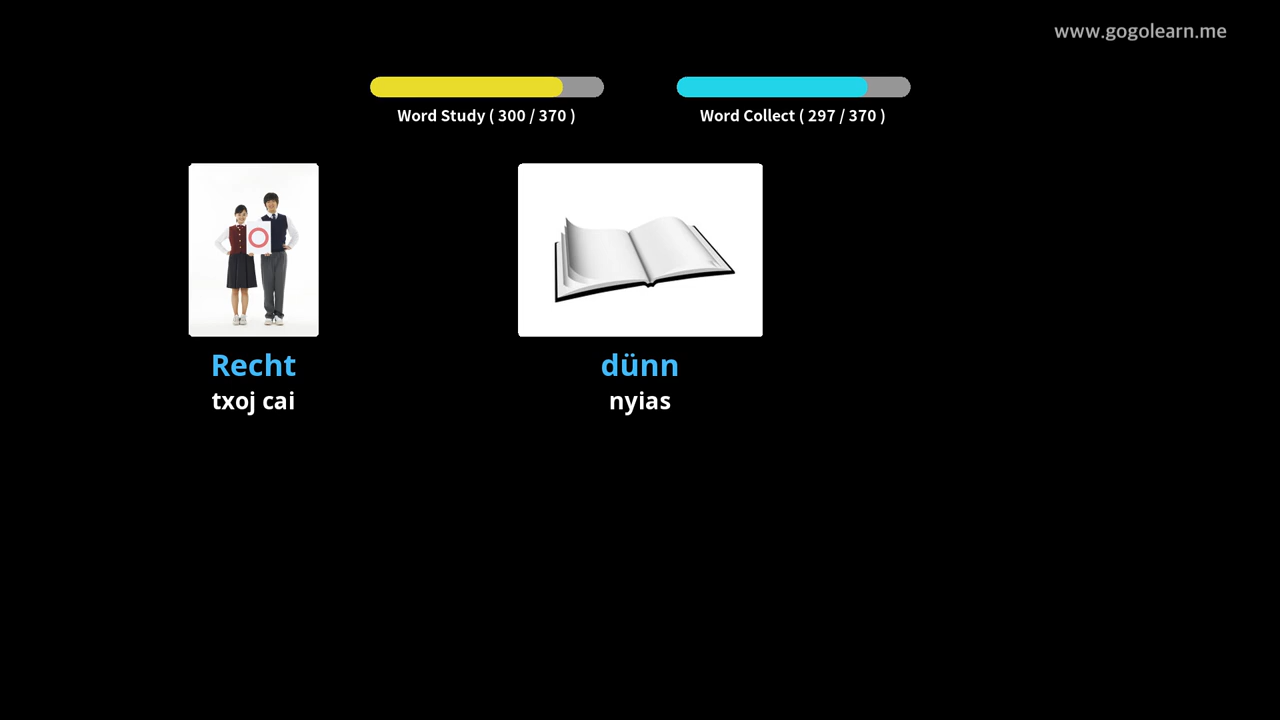 www.gogolearn.me
Word Study ( 300 / 370 )
Word Collect ( 297 / 370 )
Recht
txoj cai
dünn
nyias